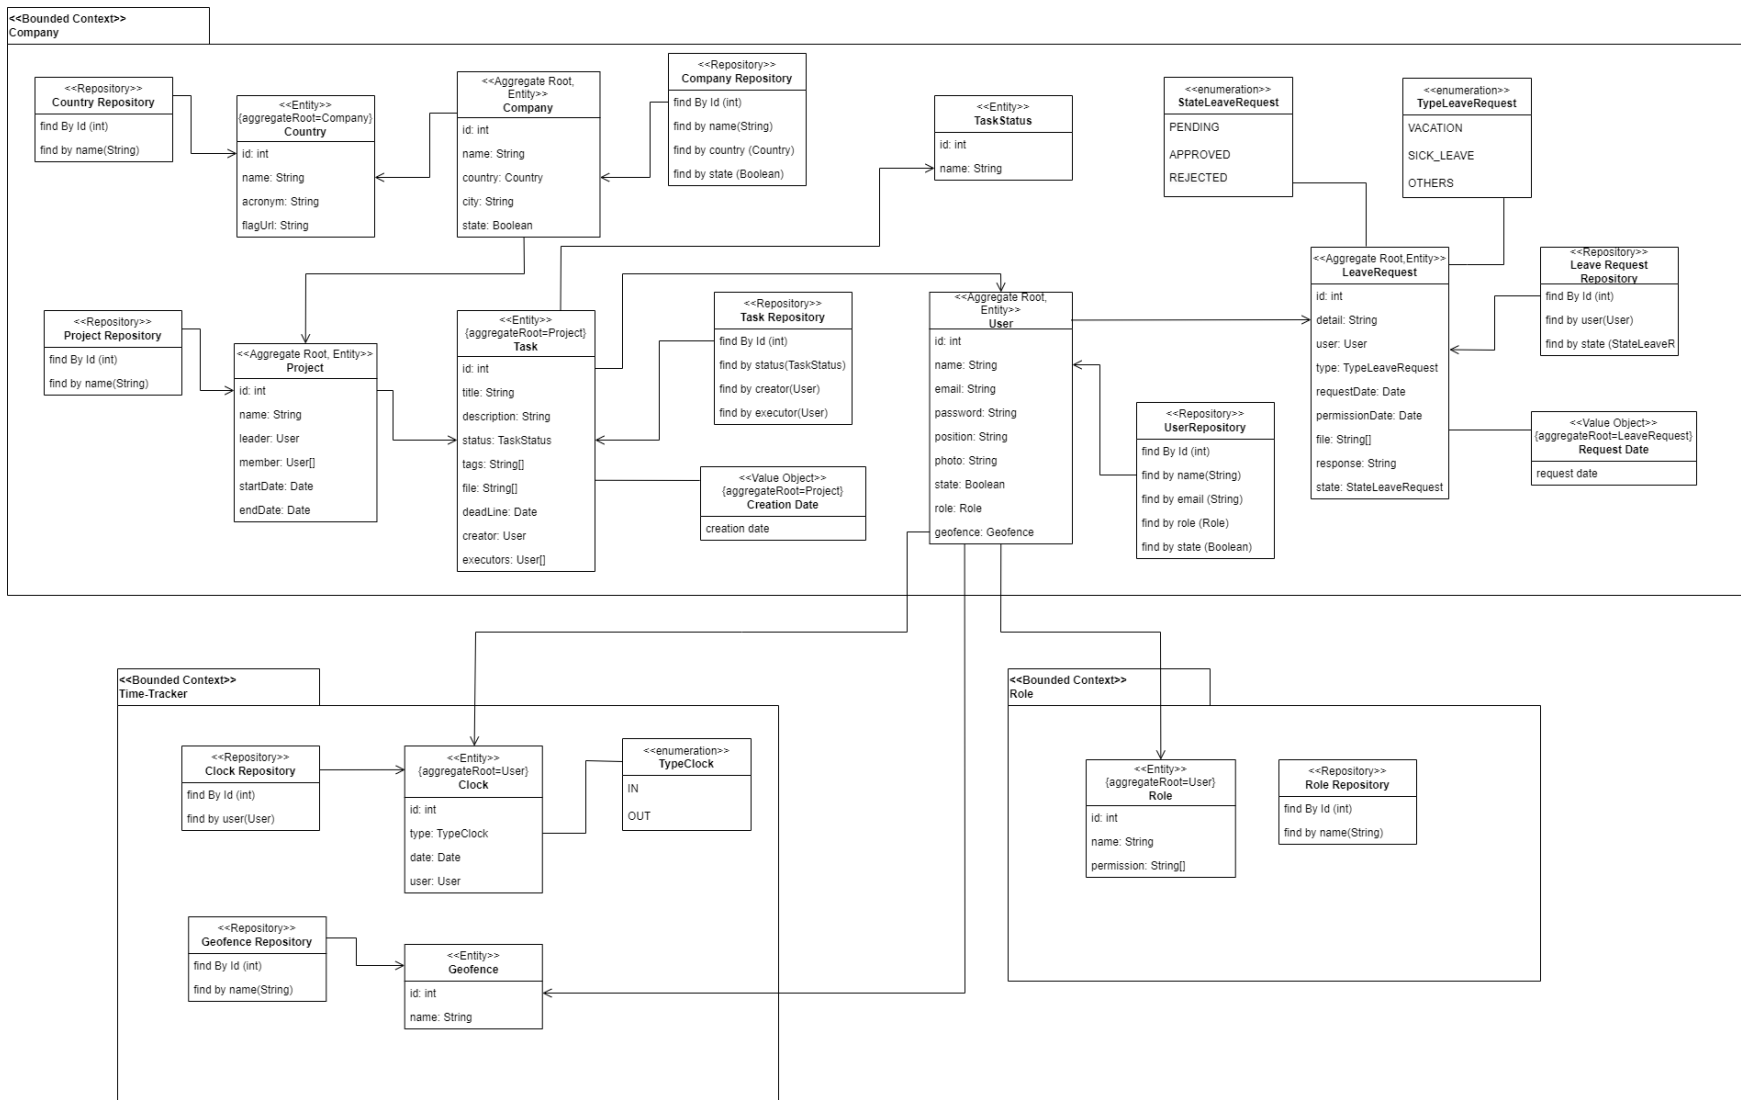 <<Bounded Context>>
Company
<<Repository>>
Country Repository
find By Id (int)
find by name(String)
<<Entity>>
{aggregateRoot=Company}
Country
id: int
name: String
acronym: String
flagUrl: String
<<Aggregate Root,
Entity>>
Company
id: int
name: String
country: Country
city: String
state: Boolean
<<Repository>>
Company Repository
find By Id (int)
find by name(String)
find by country (Country)
find by state (Boolean)
<<Entity>>
TaskStatus
id: int
name: String
<<enumeration>>
StateLeaveRequest
PENDING
APPROVED
REJECTED
<<enumeration>>
TypeLeaveRequest
VACATION
SICK_LEAVE
OTHERS
<<Repository>>
Project Repository
find By Id (int)
find by name(String)
<<Aggregate Root, Entity>>
Project
id: int
name: String
leader: User
member: User[]
startDate: Date
endDate: Date
<<Entity>>
{aggregateRoot=Project}
Task
id: int
title: String
description: String
status: TaskStatus
tags: String[]
file: String[]
deadLine: Date
creator: User
executors: User[]
<<Repository>>
Task Repository
find By Id (int)
find by status(TaskStatus)
find by creator(User)
find by executor(User)
<<Value Object>>
{aggregateRoot=Project}
Creation Date
creation date
<<Aggregate Root,
Entity>>
User
id: int
name: String
email: String
password: String
position: String
photo: String
state: Boolean
role: Role
geofence: Geofence
<<Repository>>
UserRepository
find By Id (int)
find by name(String)
find by email (String)
find by role (Role)
find by state (Boolean)
<<Aggregate Root,Entity>>
LeaveRequest
id: int
detail: String
user: User
type: TypeLeaveRequest
requestDate: Date
permissionDate: Date
file: String[]
response: String
state: StateLeaveRequest
<<Repository>>
Leave Request
Repository
find By Id (int)
find by user(User)
find by state (StateLeaveR
<<Value Object>>
{aggregateRoot=LeaveRequest}
Request Date
request date
<<Bounded Context>>
Time-Tracker
<<Repository>>
Clock Repository
find By Id (int)
find by user(User)
<<Entity>>
{aggregateRoot=User}
Clock
id: int
type: TypeClock
date: Date
user: User
<<enumeration>>
TypeClock
IN
OUT
<<Repository>>
Geofence Repository
find By Id (int)
find by name(String)
<<Entity>>
Geofence
id: int
name: String
<<Bounded Context>>
Role
<<Entity>>
{aggregateRoot=User}
Role
id: int
name: String
permission: String[]
<<Repository>>
Role Repository
find By Id (int)
find by name(String)